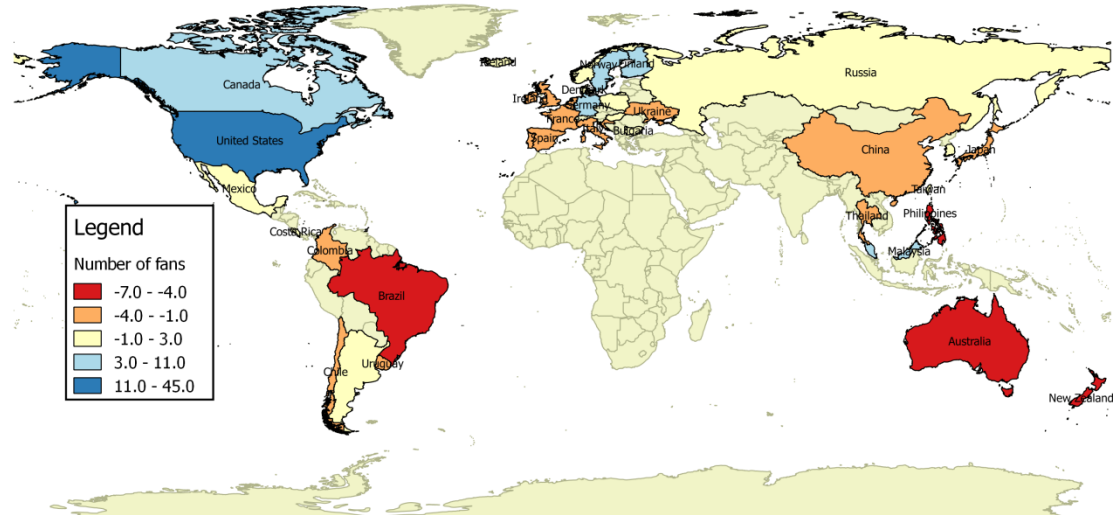 Norway
Finland
Iceland
Canada
Russia
Denmark
Ireland
Germany
Ukraine
France
Italy
Bulgaria
Spain
United States
Japan
China
Mexico
Taiwan
Thailand
Philippines
Costa Rica
Colombia
Malaysia
Brazil
Australia
Uruguay
Chile
New Zealand
Legend
Number of fans
-7.0 - -4.0
-4.0 - -1.0
-1.0 - 3.0
3.0 - 11.0
11.0 - 45.0